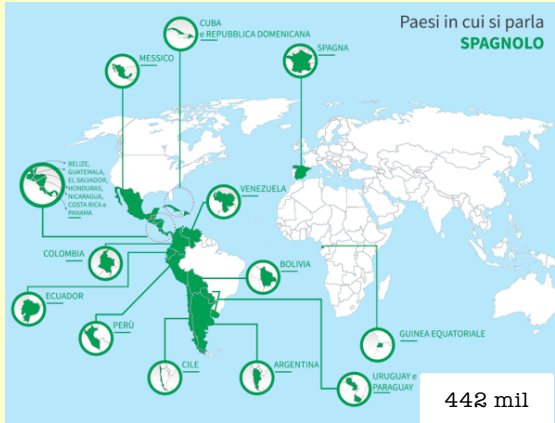 Paesi in cui si parla
SPAGNOLO
CUBA
e REPUBBLICA DOMENICANA
SPAGNA
MESSICO
BELIZE,
GUATEMALA,
EL SALVADOR,
HONDURAS,
NICARAGUA,
COSTA RICA e
PANAMA
VENEZUELA
COLOMBIA
BOLIVIA
ECUADOR
PERÙ
GUINEA EQUATORIALE
CILE
ARGENTINA
URUGUAY e
PARAGUAY
442 mil